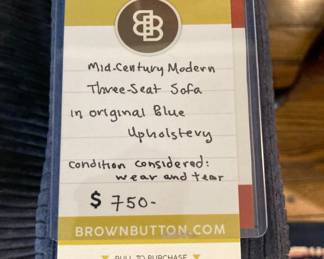 BB
Mid-Century Modern
Three-Seat Sofa
in original Blue
Upholstery
condition considered:
wear and tear
$ 750-
BROWNBUTTON.COM
PULL TO PURCHASE